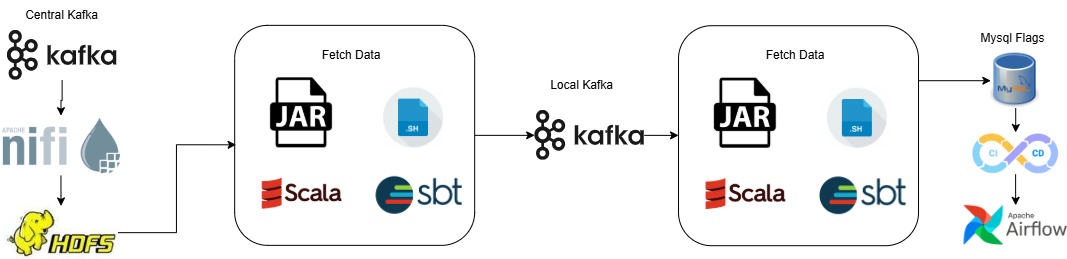 Central Kafka
kafka
APACHE
nifi
HDFS
Fetch Data
JAR
.SH
Scala
sbt
Local Kafka
kafka
Fetch Data
JAR
.SH
Scala
sbt
Mysql Flags
MySQL
CI
CD
Apache
Airflow